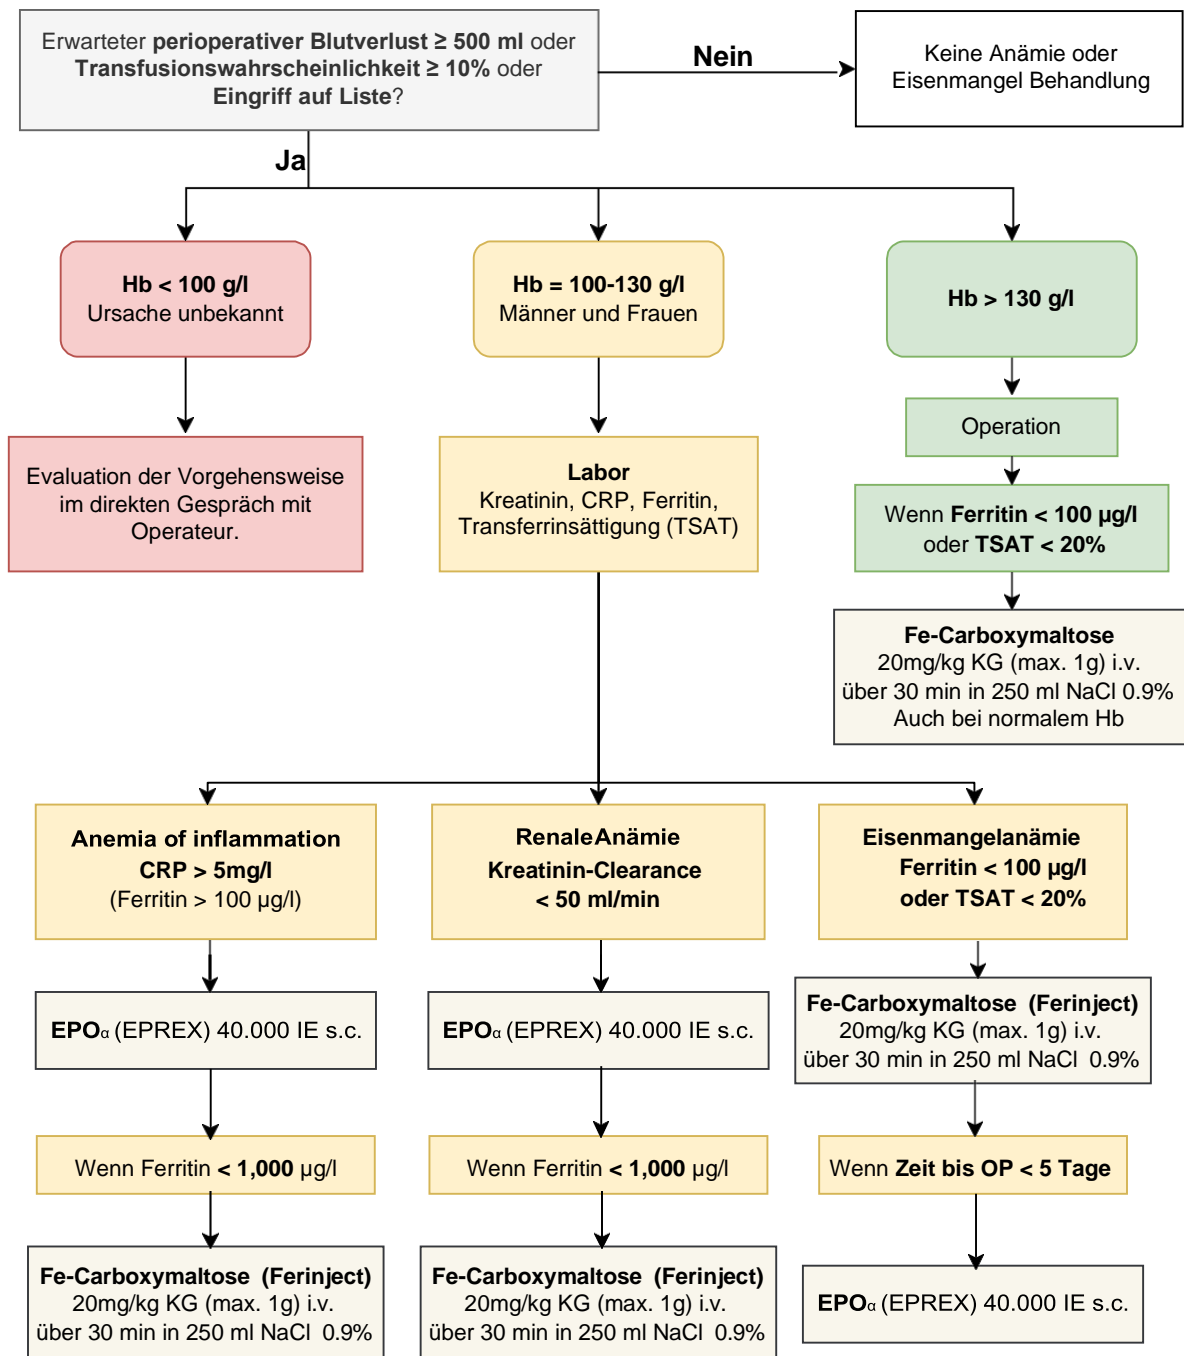 Erwarteter perioperativer Blutverlust ≥ 500 ml oder
Transfusionswahrscheinlichkeit ≥ 10% oder
Eingriff auf Liste?
Nein
Keine Anämie oder
Eisenmangel Behandlung
Ja
Hb < 100 g/l
Ursache unbekannt
Hb = 100-130 g/l
Männer und Frauen
Hb > 130 g/l
Evaluation der Vorgehensweise
im direkten Gespräch mit
Operateur.
Labor
Kreatinin, CRP, Ferritin,
Transferrinsättigung (TSAT)
Operation
Wenn Ferritin < 100 µg/l
oder TSAT < 20%
Fe-Carboxymaltose
20mg/kg KG (max. 1g) i.v.
über 30 min in 250 ml NaCl 0.9%
Auch bei normalem Hb
Anemia of inflammation
CRP > 5mg/l
(Ferritin > 100 µg/l)
Renale Anämie
Kreatinin-Clearance
< 50 ml/min
Eisenmangelanämie
Ferritin < 100 µg/l
oder TSAT < 20%
EPOα (EPREX) 40.000 IE s.c.
EPOα (EPREX) 40.000 IE s.c.
Fe-Carboxymaltose (Ferinject)
20mg/kg KG (max. 1g) i.v.
über 30 min in 250 ml NaCl 0.9%
Wenn Ferritin < 1,000 µg/l
Wenn Ferritin < 1,000 µg/l
Wenn Zeit bis OP < 5 Tage
Fe-Carboxymaltose (Ferinject)
20mg/kg KG (max. 1g) i.v.
über 30 min in 250 ml NaCl 0.9%
Fe-Carboxymaltose (Ferinject)
20mg/kg KG (max. 1g) i.v.
über 30 min in 250 ml NaCl 0.9%
EPOα (EPREX) 40.000 IE s.c.